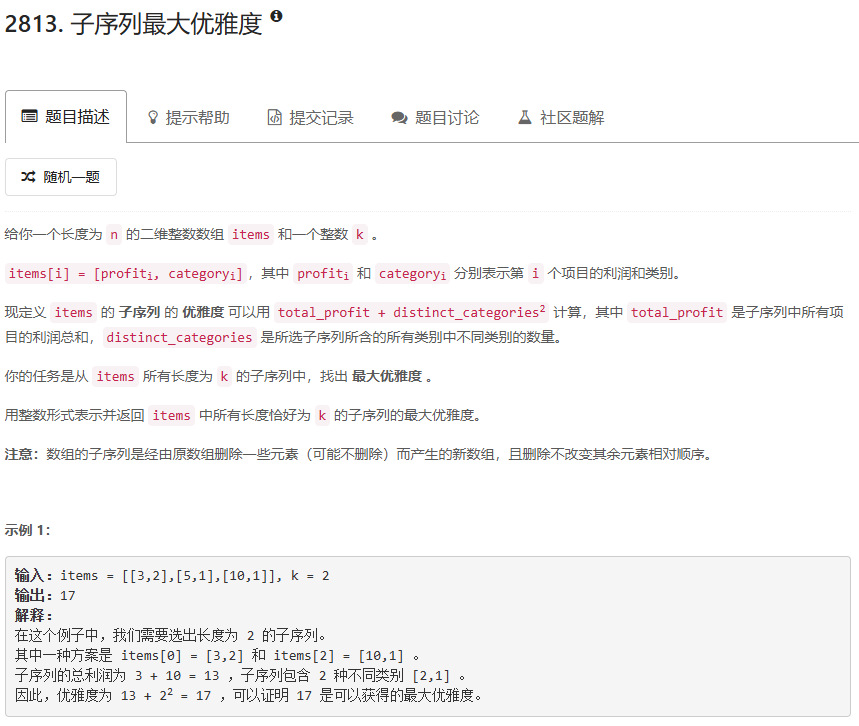 2813. 子序列最大优雅度
题目描述 提示帮助 提交记录 题目讨论 社区题解
随机一题
给你一个长度为 n 的二维整数数组 items 和一个整数 k 。
items[i] = [profitᵢ, categoryᵢ]，其中 profitᵢ 和 categoryᵢ 分别表示第 i 个项目的利润和类别。
现定义 items 的 子序列 的 优雅度 可以用 total_profit + distinct_categories² 计算，其中 total_profit 是子序列中所有项
目的利润总和，distinct_categories 是所选子序列所含的所有类别中不同类别的数量。
你的任务是从 items 所有长度为 k 的子序列中，找出 最大优雅度 。
用整数形式表示并返回 items 中所有长度恰好为 k 的子序列的最大优雅度。
注意：数组的子序列是经由原数组删除一些元素（可能不删除）而产生的新数组，且删除不改变其余元素相对顺序。
示例 1：
输入：items = [[3,2],[5,1],[10,1]], k = 2
输出：17
解释：
在这个例子中，我们需要选出长度为 2 的子序列。
其中一种方案是 items[0] = [3,2] 和 items[2] = [10,1] 。
子序列的总利润为 3 + 10 = 13 ，子序列包含 2 种不同类别 [2,1] 。
因此，优雅度为 13 + 2² = 17 ，可以证明 17 是可以获得的最大优雅度。